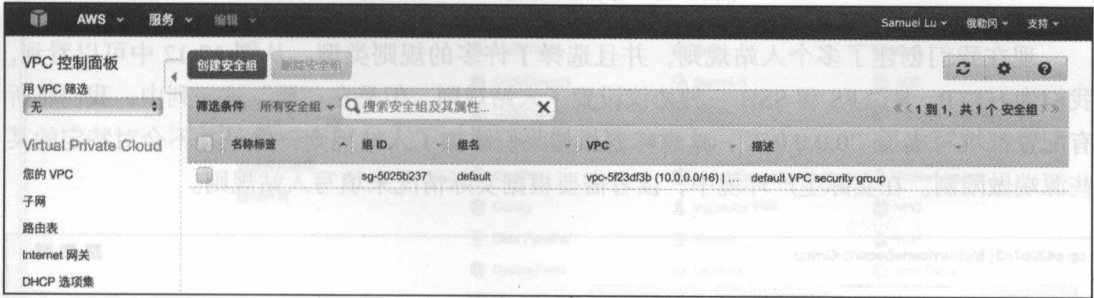 AWS 服务 编辑 Samuel Lu 俄勒冈 支持
VPC 控制面板
用 VPC 筛选
无
Virtual Private Cloud
您的 VPC
子网
路由表
Internet 网关
DHCP 选项集
创建安全组 删除安全组
筛选条件 所有安全组 搜索安全组及其属性... X
<<1 到 1，共 1 个 安全组>>
名称标签 组 ID 组名 VPC 描述
sg-5025b237 default vpc-5f23df3b (10.0.0.0/16) | ... default VPC security group